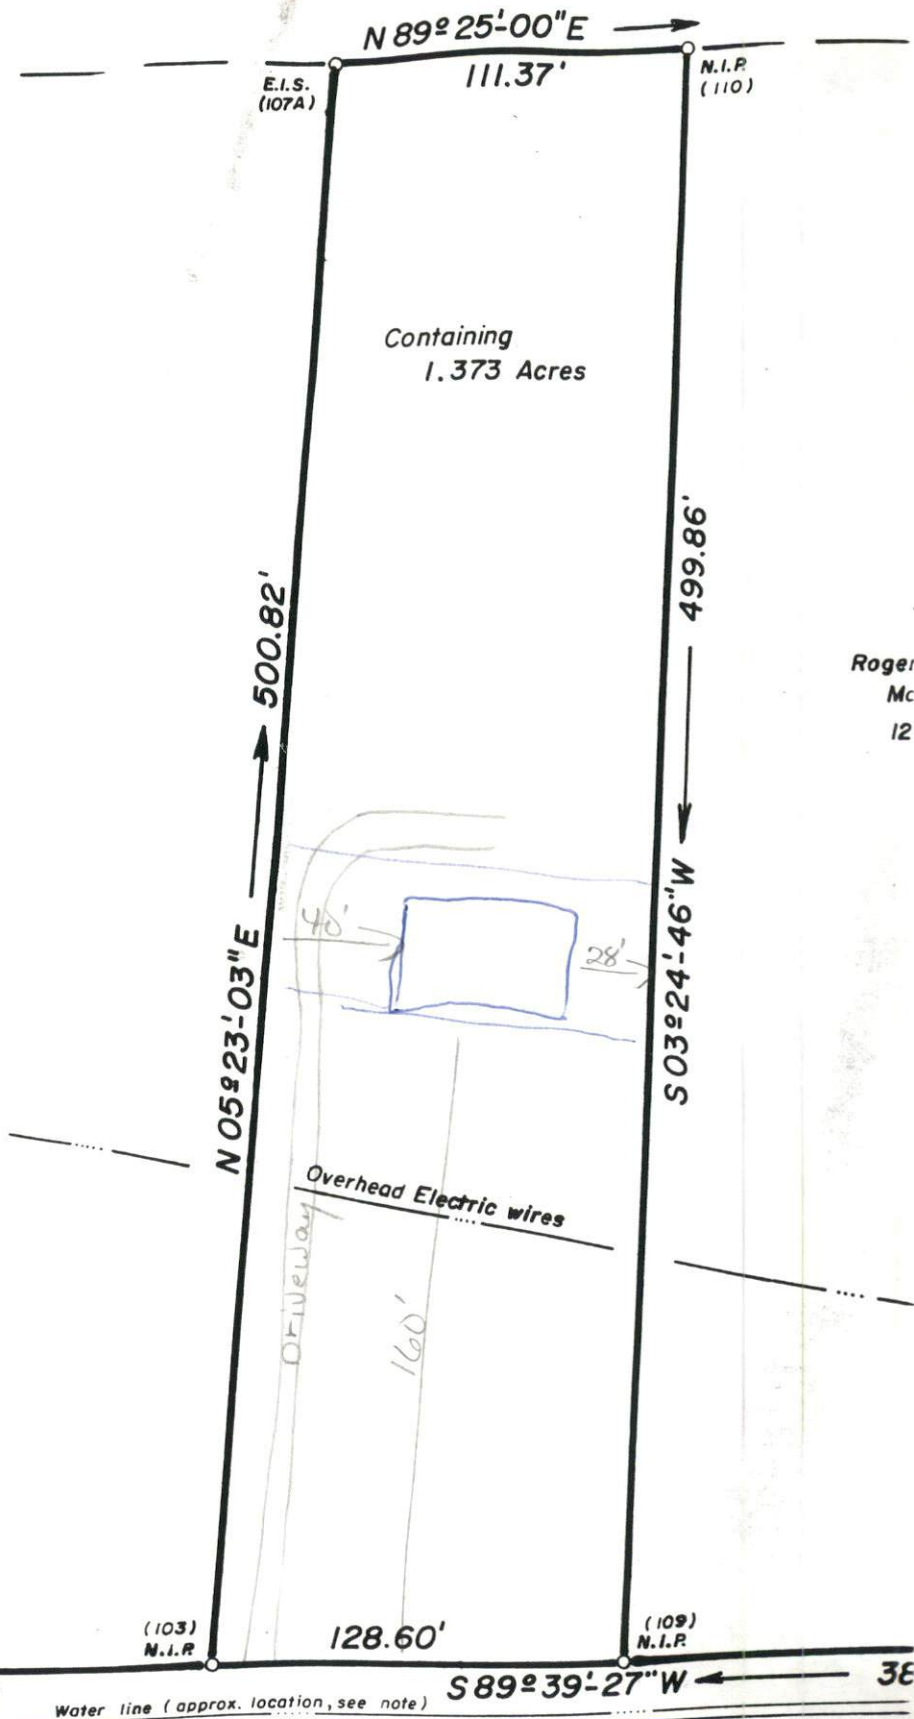 N 89º 25'-00" E
111.37'
E.I.S.
(107A)
N.I.P.
(110)
Containing
1.373 Acres
500.82'
499.86'
N 05º 23'-03" E
S 03º 24'-46" W
40'
28'
Overhead Electric wires
Driveway
160'
(103)
N.I.P.
128.60'
(109)
N.I.P.
S 89º 39'-27" W
Water line (approx. location, see note)
Roger
Mc
12